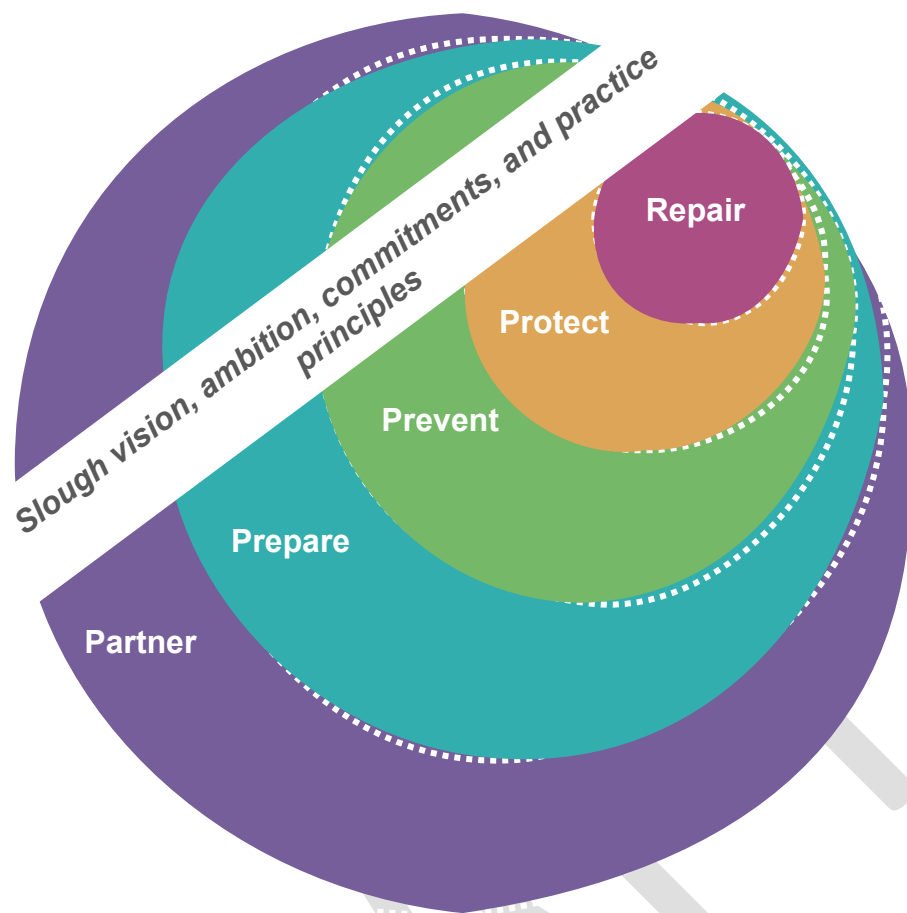 Slough vision, ambition, commitments, and practice
principles
Repair
Protect
Prevent
Prepare
Partner